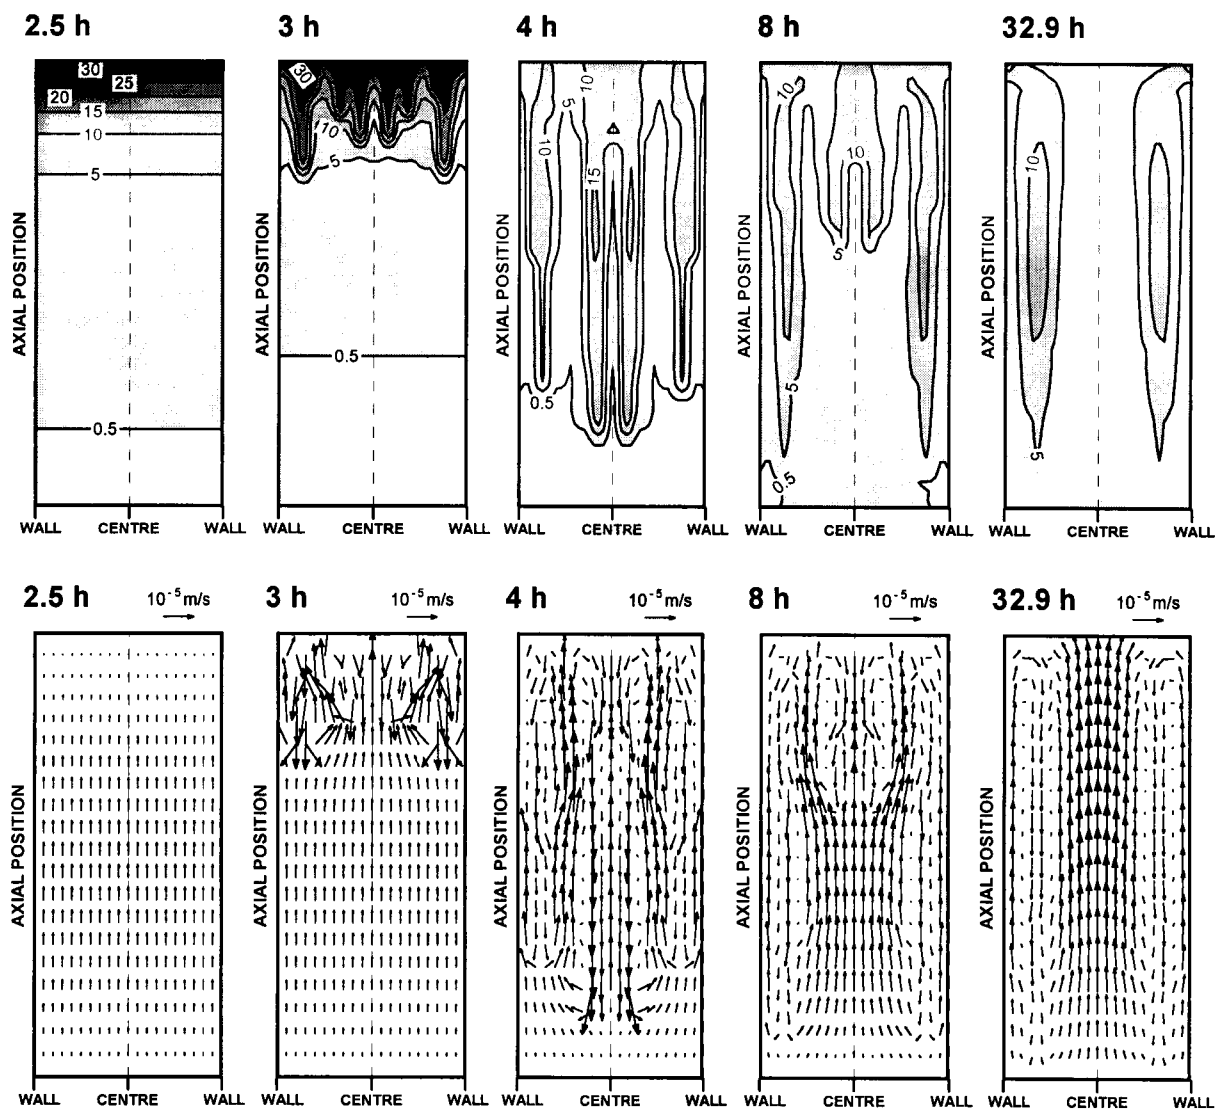 2.5 h 3 h 4 h 8 h 32.9 h
30 25 20 15 10 5 0.5
30 10 5 0.5
10 5 10 15 0.5
10 10 5 5 0.5
10 5
AXIAL POSITION AXIAL POSITION AXIAL POSITION AXIAL POSITION AXIAL POSITION
WALL CENTRE WALL CENTRE WALL WALL CENTRE WALL WALL CENTRE WALL WALL CENTRE WALL
2.5 h 10⁻⁵ m/s 3 h 10⁻⁵ m/s 4 h 10⁻⁵ m/s 8 h 10⁻⁵ m/s 32.9 h 10⁻⁵ m/s
AXIAL POSITION AXIAL POSITION AXIAL POSITION AXIAL POSITION AXIAL POSITION
WALL CENTRE WALL CENTRE WALL WALL CENTRE WALL WALL CENTRE WALL WALL CENTRE WALL